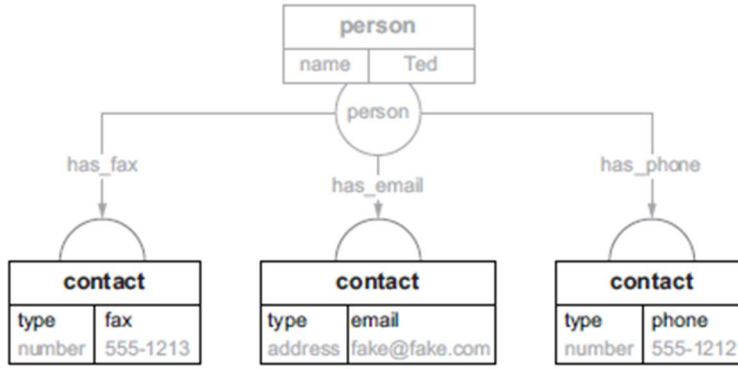 person
name Ted
person
has_fax
has_email
has_phone
contact
type fax
number 555-1213
contact
type email
address fake@fake.com
contact
type phone
number 555-1212